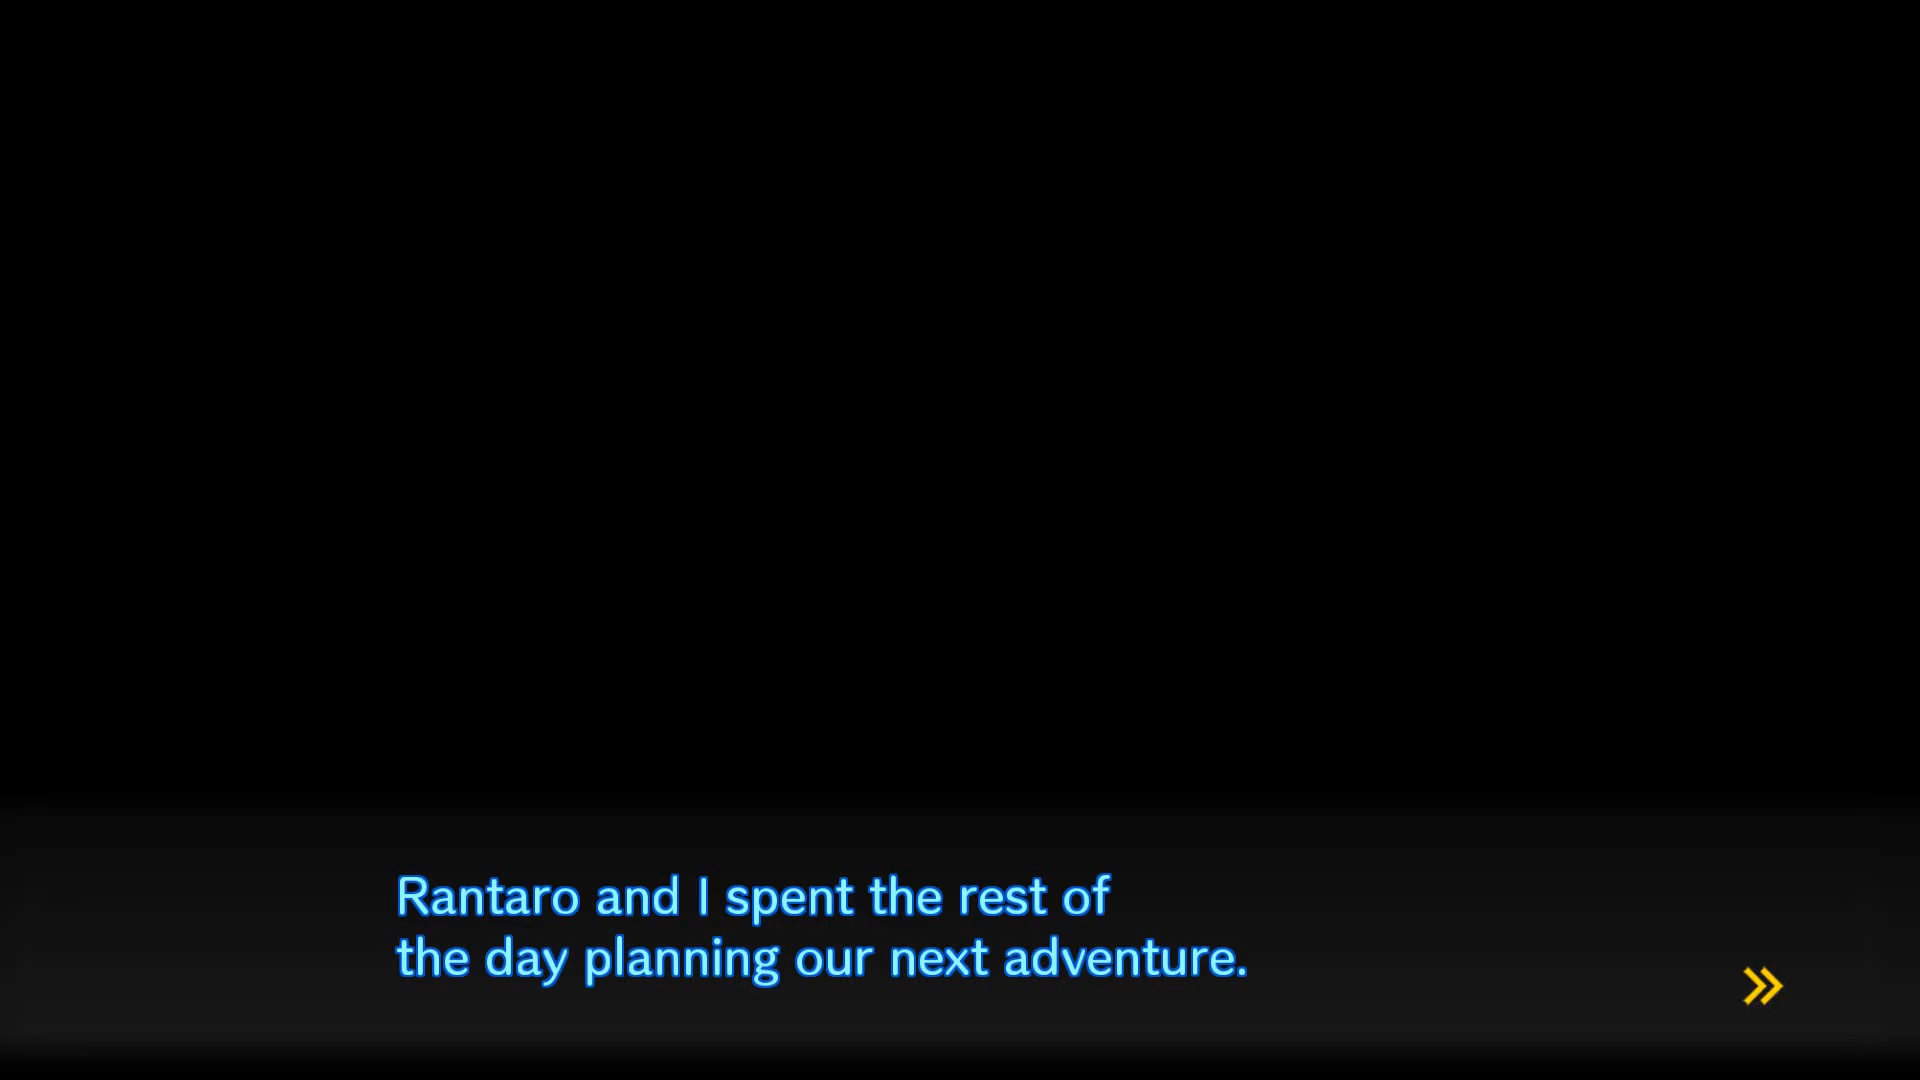 Rantaro and I spent the rest of
the day planning our next adventure.